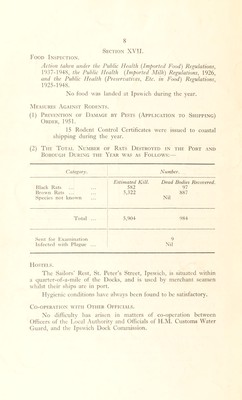 8
Section XVII.
Food Inspection.
Action taken under the Public Health (Imported Food) Regulations,
1937-1948, the Public Health (Imported Milk) Regulations, 1926,
and the Public Health (Preservatives, Etc. in Food) Regulations,
1925-1948.
No food was landed at Ipswich during the year.
Measures Against Rodents.
(1) Prevention of Damage by Pests (Application to Shipping)
Order, 1951.
15 Rodent Control Certificates were issued to coastal
shipping during the year.
(2) The Total Number of Rats Destroyed in the Port and
Borough During the Year was as Follows:—
Category. Number.
Estimated Kill. Dead Bodies Recovered.
Black Rats ... ... 582 97
Brown Rats ... ... 5,322 887
Species not known ... Nil
Total ... 5,904 984
Sent for Examination 9
Infected with Plague ... Nil
Hostels.
The Sailors' Rest, St. Peter's Street, Ipswich, is situated within
a quarter-of-a-mile of the Docks, and is used by merchant seamen
whilst their ships are in port.
Hygienic conditions have always been found to be satisfactory.
Co-operation with Other Officials.
No difficulty has arisen in matters of co-operation between
Officers of the Local Authority and Officials of H.M. Customs Water
Guard, and the Ipswich Dock Commission.